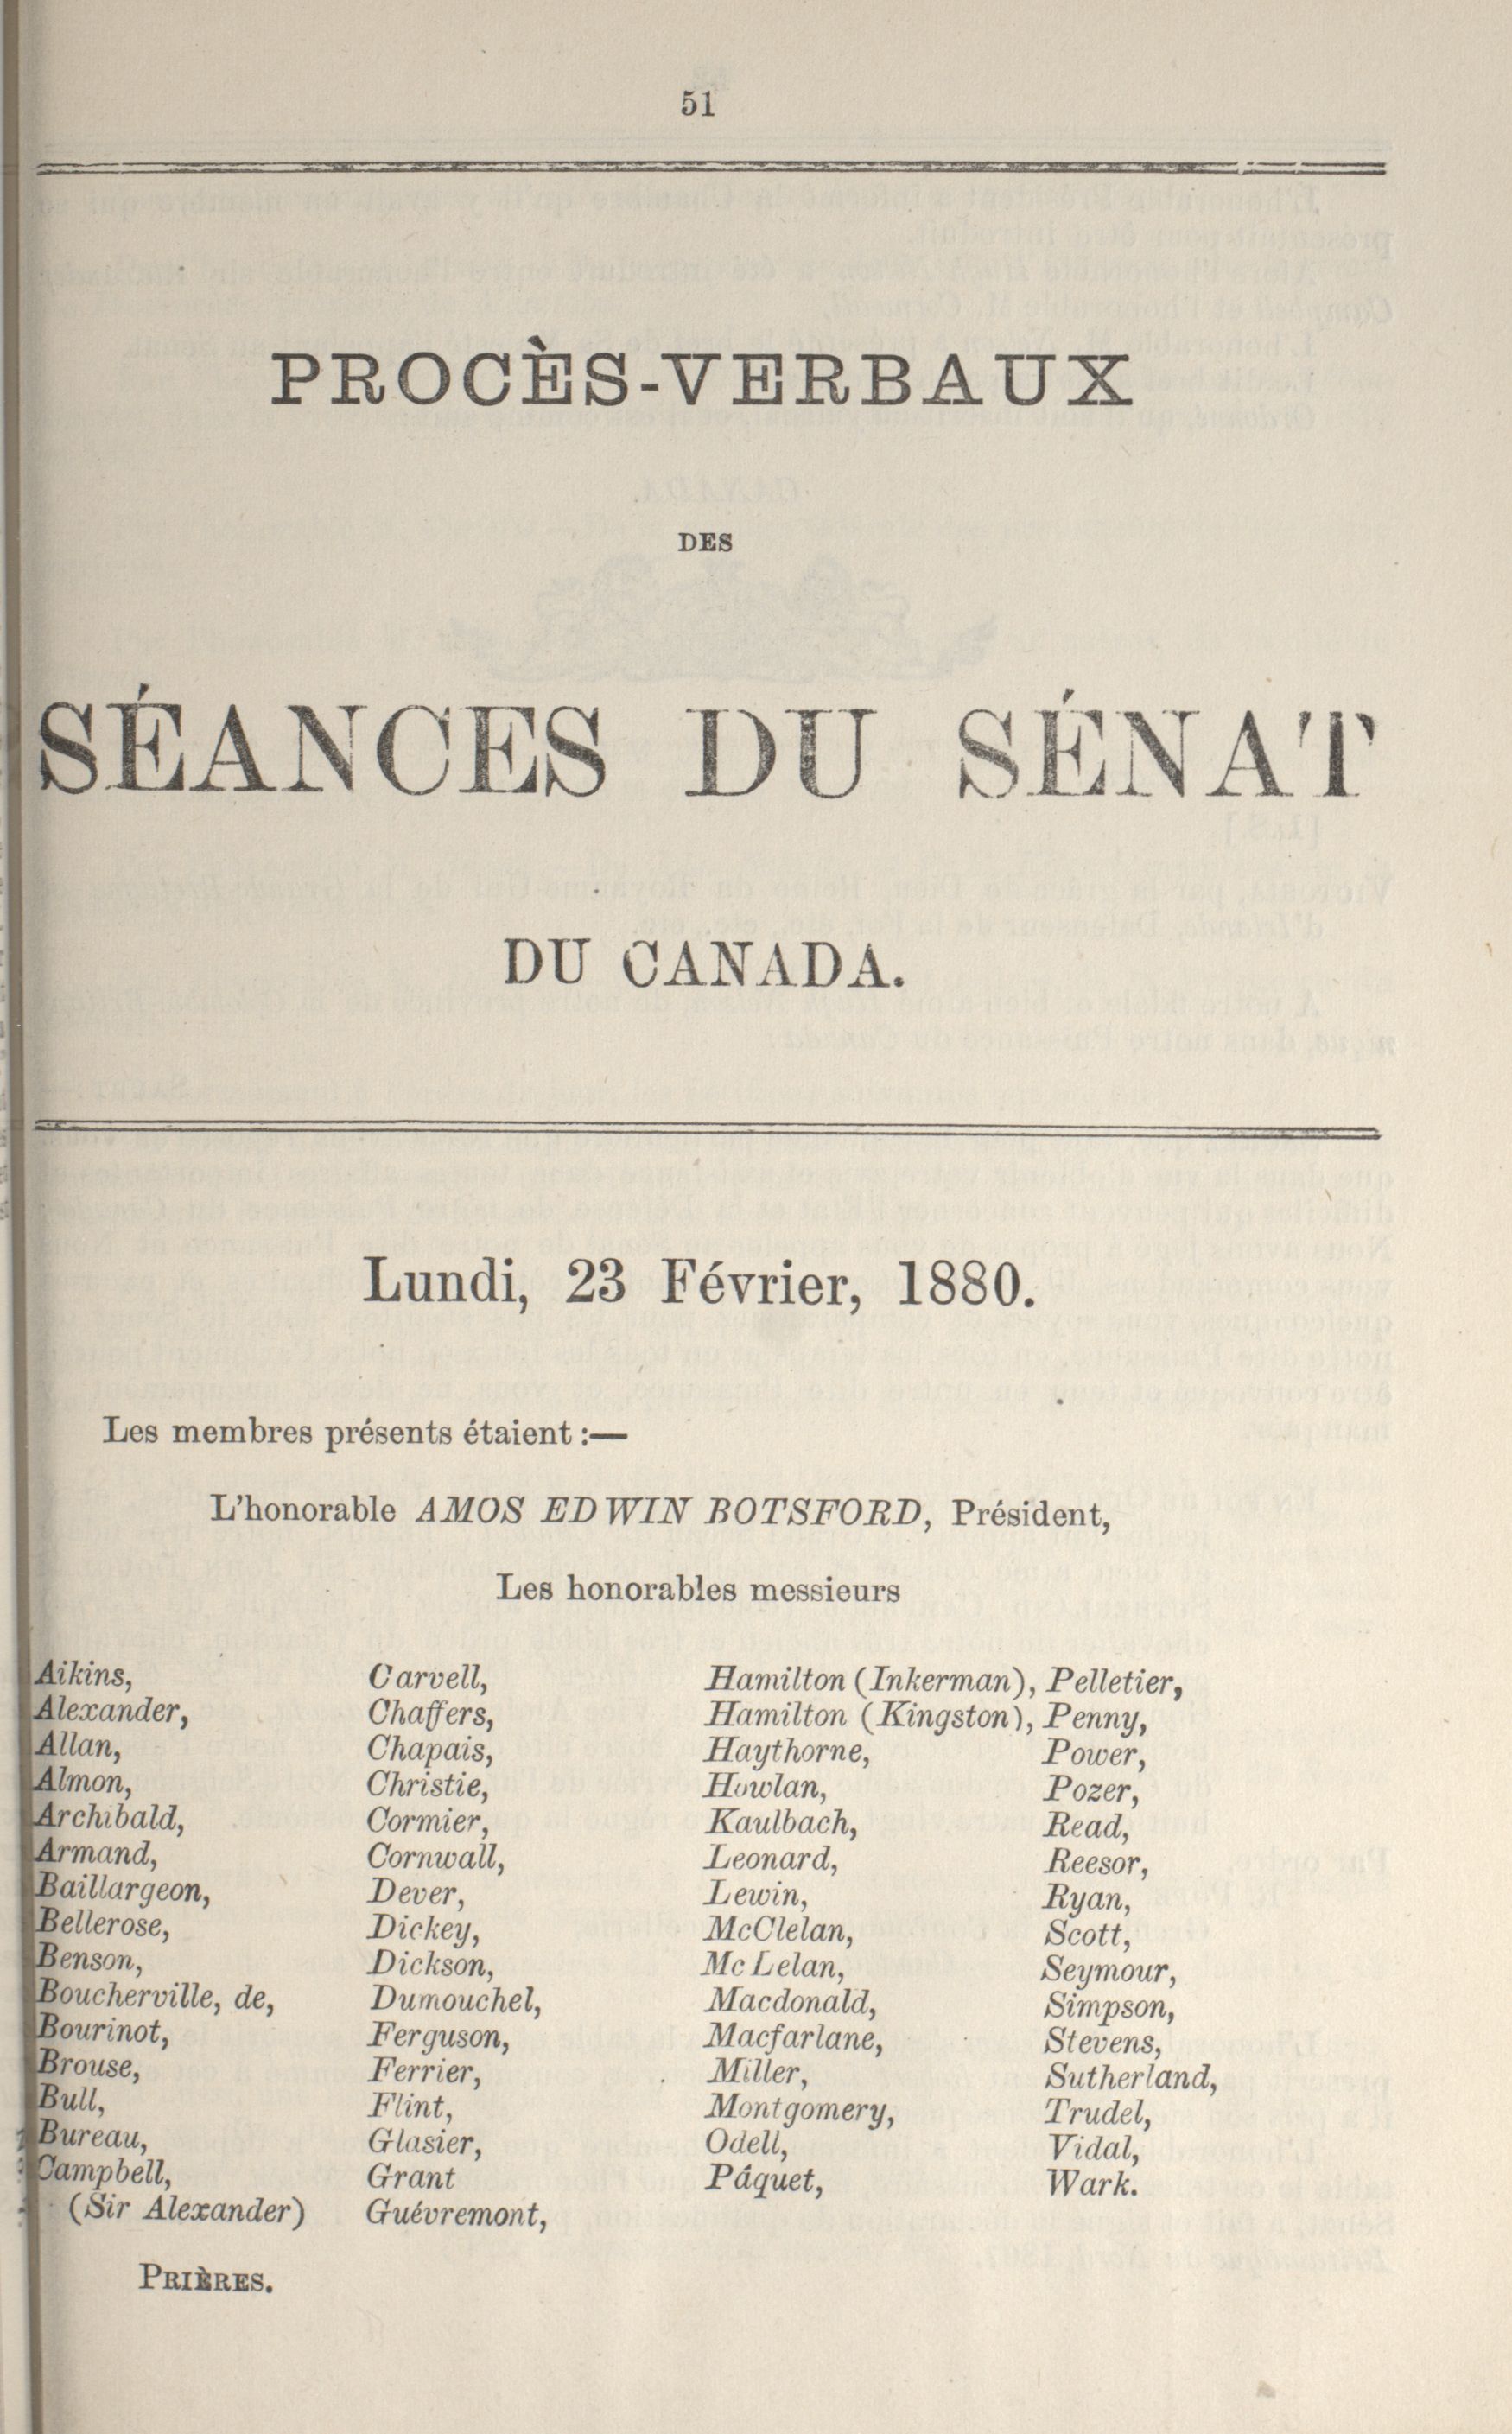 51
PROCÈS-VERBAUX
DES
SÉANCES DU SÉNAT
DU CANADA.
Lundi, 23 Février, 1880.
Les membres présents étaient :—
L'honorable AMOS EDWIN BOTSFORD, Président,
Les honorables messieurs
Aikins,
Alexander,
Allan,
Almon,
Archibald,
Armand,
Baillargeon,
Bellerose,
Benson,
Boucherville, de,
Bourinot,
Brouse,
Bull,
Bureau,
Campbell,
(Sir Alexander)
Carvell,
Chaffers,
Chapais,
Christie,
Cormier,
Cornwall,
Dever,
Dickey,
Dickson,
Dumouchel,
Ferguson,
Ferrier,
Flint,
Glasier,
Grant
Guévremont,
Hamilton (Inkerman),
Hamilton (Kingston),
Haythorne,
Howlan,
Kaulbach,
Leonard,
Lewin,
McClelan,
McLelan,
Macdonald,
Macfarlane,
Miller,
Montgomery,
Odell,
Pâquet,
Pelletier,
Penny,
Power,
Pozer,
Read,
Reesor,
Ryan,
Scott,
Seymour,
Simpson,
Stevens,
Sutherland,
Trudel,
Vidal,
Wark.
PRIÈRES.